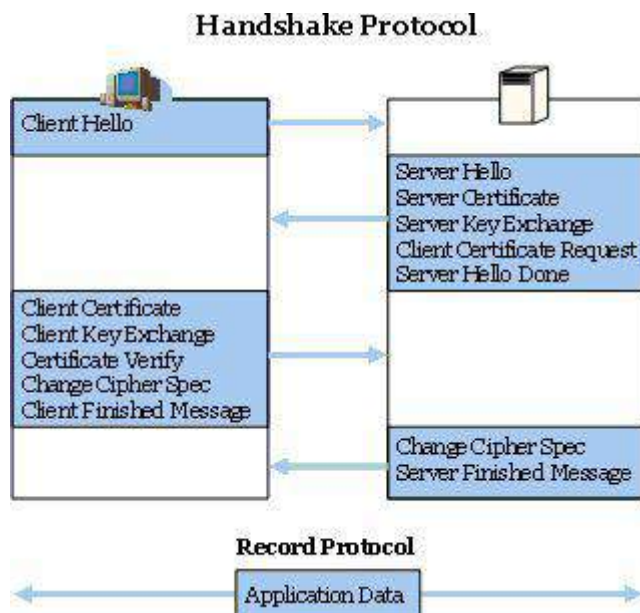 Handshake Protocol
Client Hello
Server Hello
Server Certificate
Server Key Exchange
Client Certificate Request
Server Hello Done
Client Certificate
Client Key Exchange
Certificate Verify
Change Cipher Spec
Client Finished Message
Change Cipher Spec
Server Finished Message
Record Protocol
Application Data